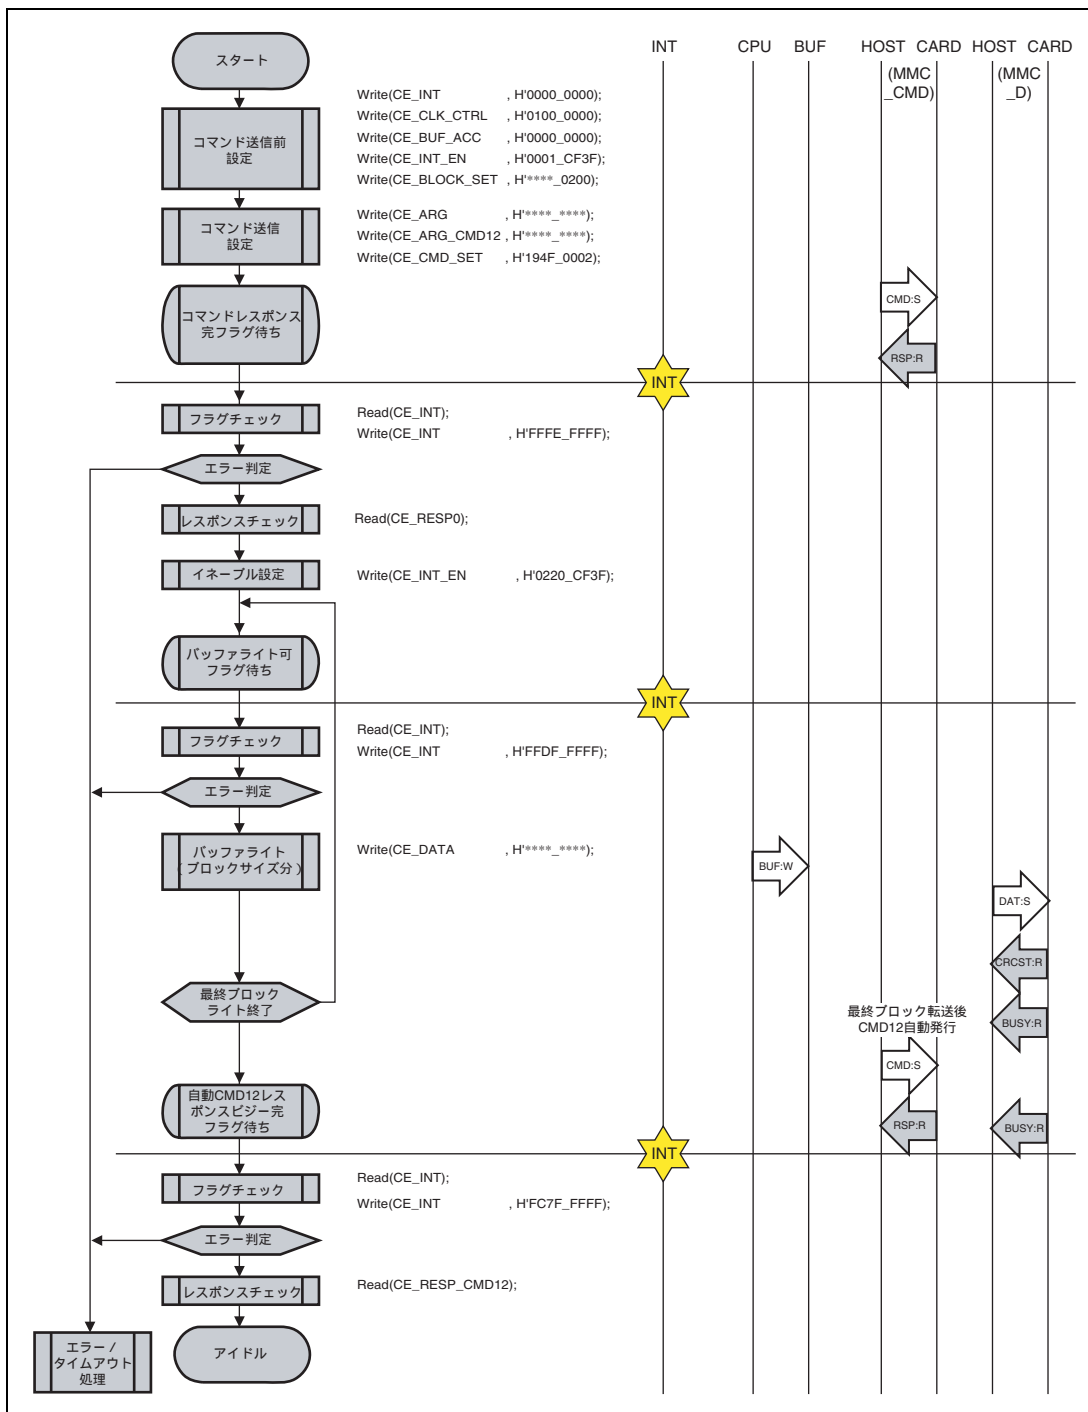 スタート
INT
CPU
BUF
HOST
CARD
HOST
CARD
(MMC
_CMD)
(MMC
_D)
Write(CE_INT , H'0000_0000);
Write(CE_CLK_CTRL , H'0100_0000);
Write(CE_BUF_ACC , H'0000_0000);
Write(CE_INT_EN , H'0001_CF3F);
Write(CE_BLOCK_SET , H'****_0200);
コマンド送信前
設定
コマンド送信
設定
Write(CE_ARG , H'****_****);
Write(CE_ARG_CMD12 , H'****_****);
Write(CE_CMD_SET , H'194F_0002);
コマンドレスポンス
完フラグ待ち
CMD:S
RSP:R
INT
フラグチェック
Read(CE_INT);
Write(CE_INT , H'FFFE_FFFF);
エラー判定
レスポンスチェック
Read(CE_RESP0);
イネーブル設定
Write(CE_INT_EN , H'0220_CF3F);
バッファライト可
フラグ待ち
INT
フラグチェック
Read(CE_INT);
Write(CE_INT , H'FFDF_FFFF);
エラー判定
バッファライト
(ブロックサイズ分)
Write(CE_DATA , H'****_****);
BUF:W
DAT:S
CRCST:R
BUSY:R
最終ブロック
ライト終了
最終ブロック転送後
CMD12自動発行
CMD:S
RSP:R
BUSY:R
自動CMD12レス
ポンスビジー完
フラグ待ち
INT
フラグチェック
Read(CE_INT);
Write(CE_INT , H'FC7F_FFFF);
エラー判定
レスポンスチェック
Read(CE_RESP_CMD12);
エラー /
タイムアウト
処理
アイドル